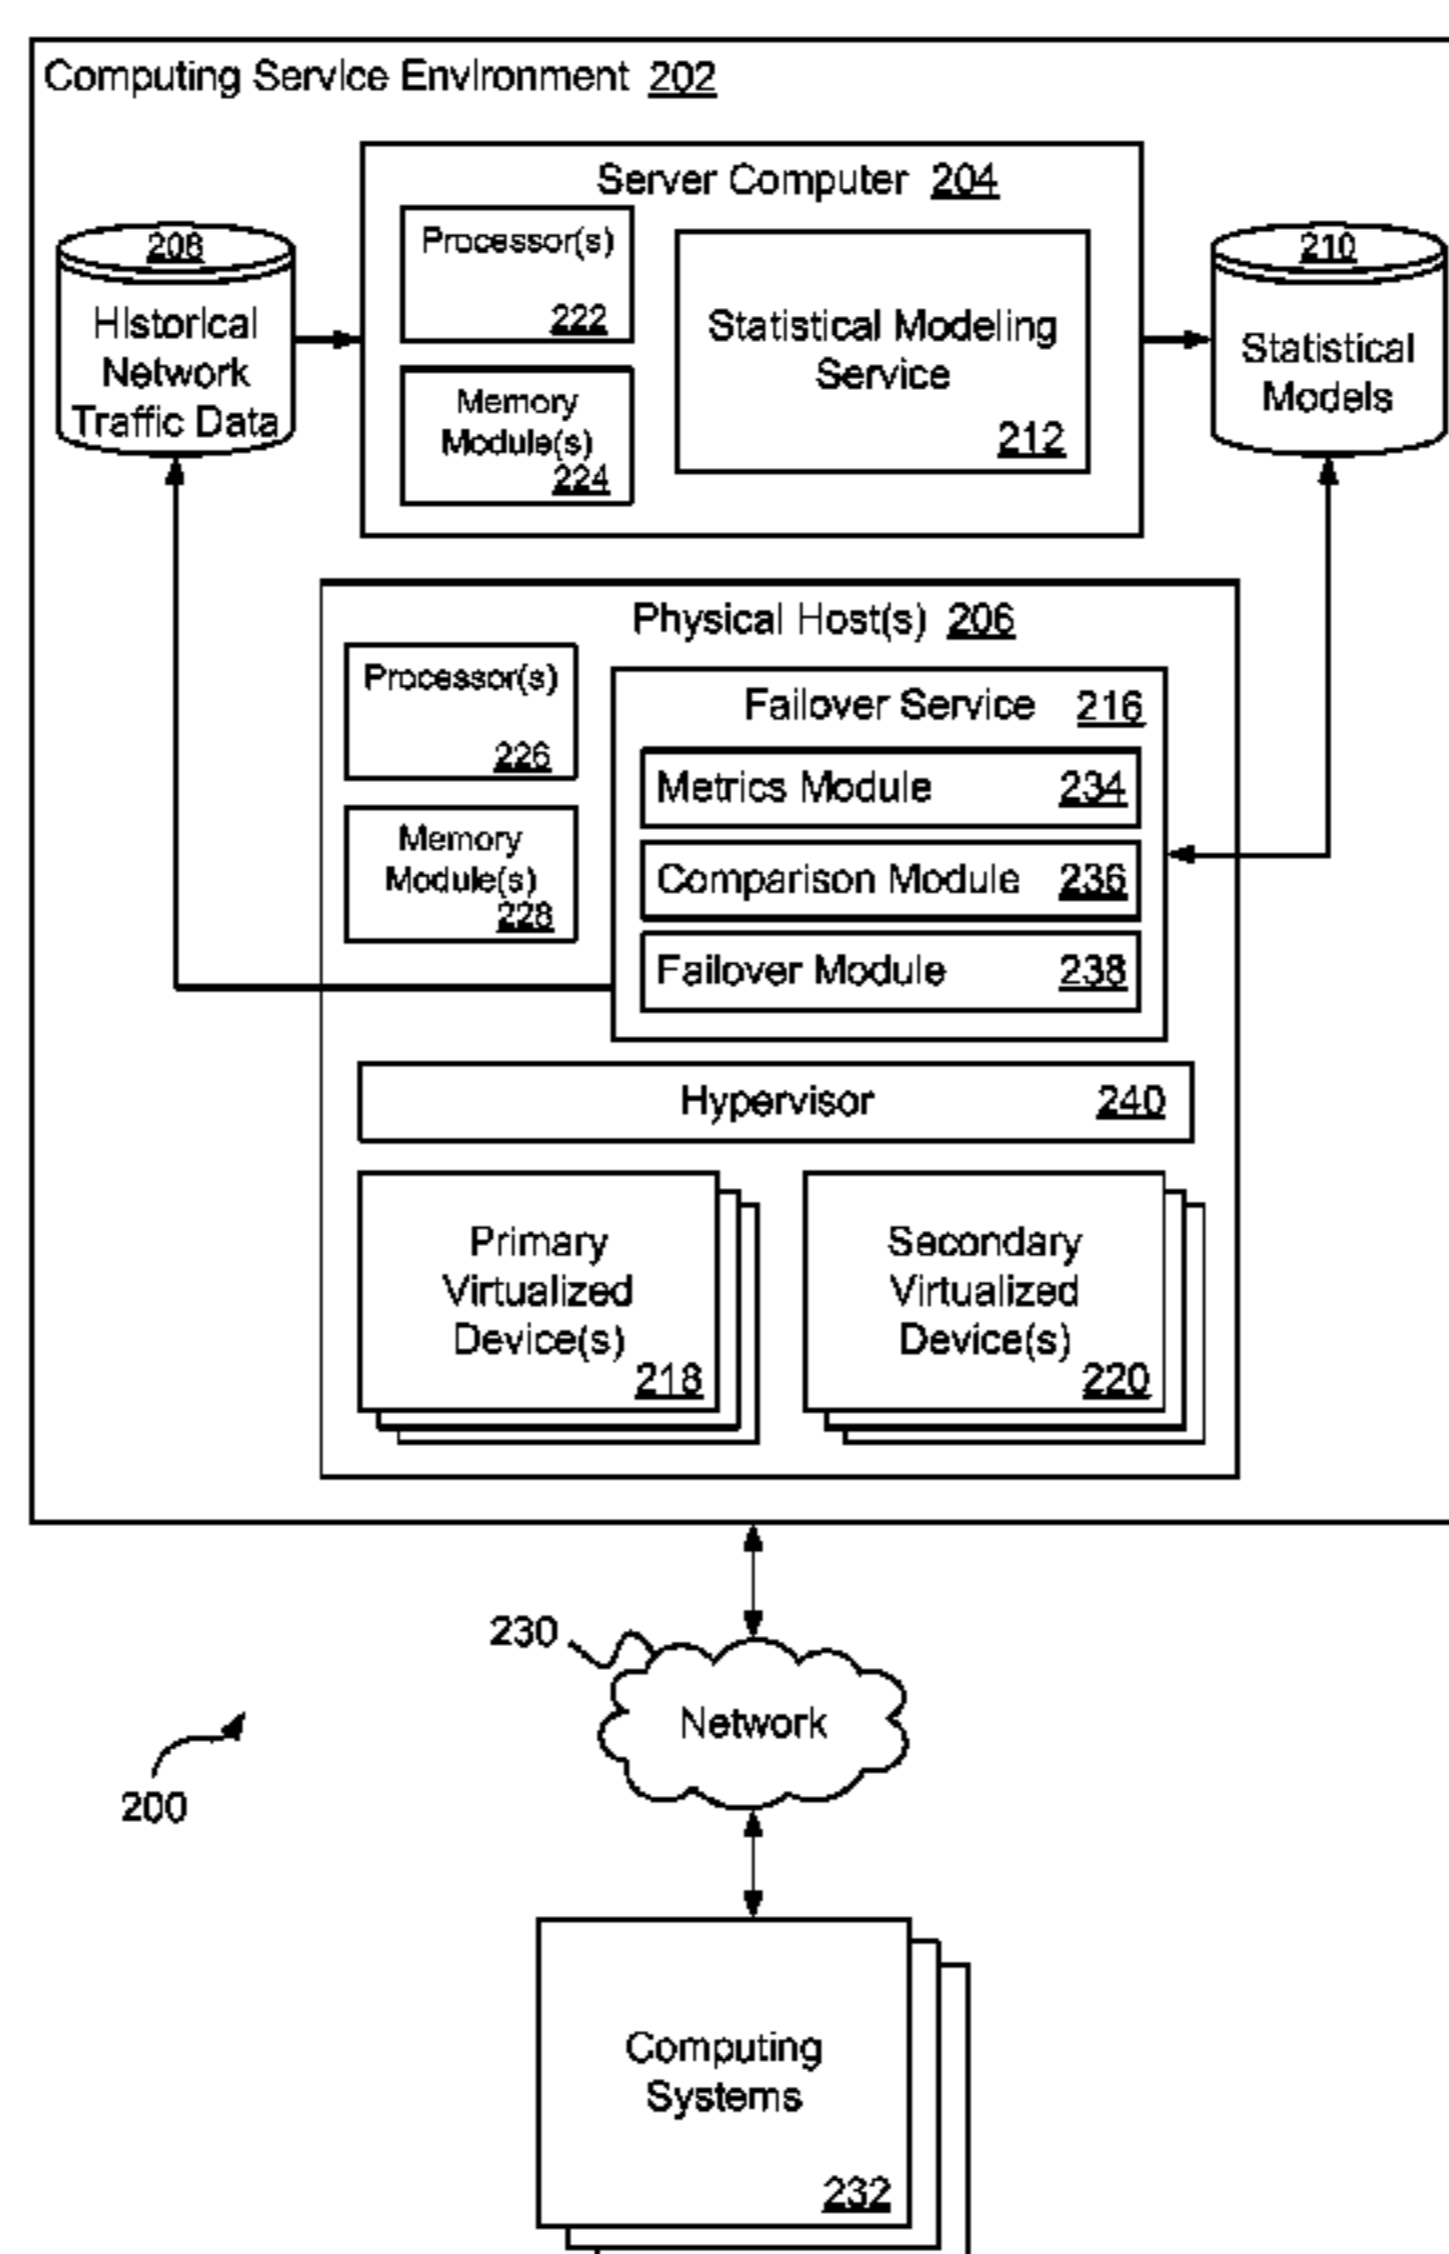 Computing Service Environment 202
Server Computer 204
208
Historical
Network
Traffic Data
Processor(s)
222
Memory
Module(s)
224
Statistical Modeling
Service
212
210
Statistical
Models
Physical Host(s) 206
Processor(s)
226
Memory
Module(s)
228
Failover Service 216
Metrics Module 234
Comparison Module 236
Failover Module 238
Hypervisor 240
Primary
Virtualized
Device(s)
218
Secondary
Virtualized
Device(s)
220
230
Network
200
Computing
Systems
232